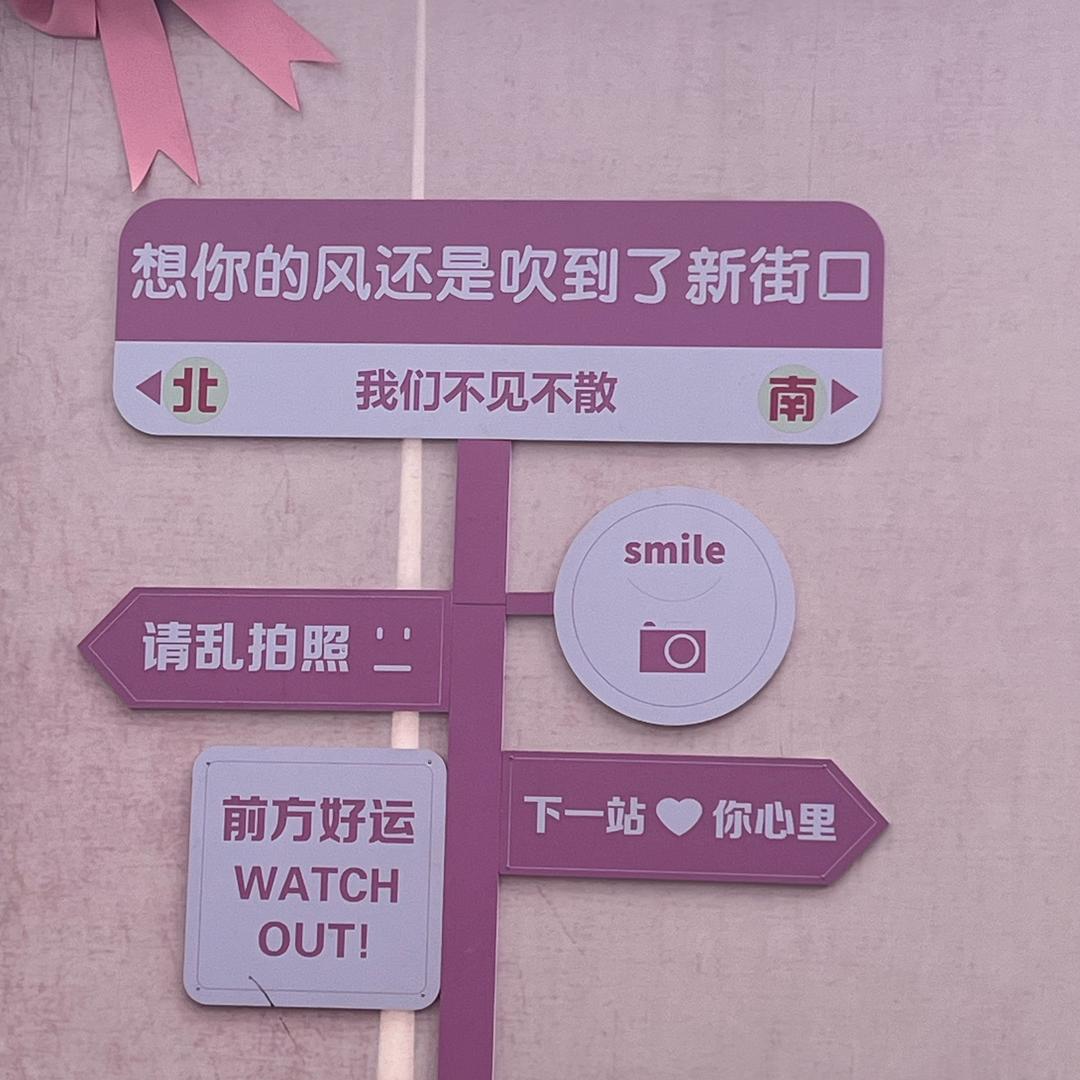 想你的风还是吹到了新街口
北 我们不见不散 南
smile
请乱拍照
下一站 你心里
前方好运
WATCH
OUT!